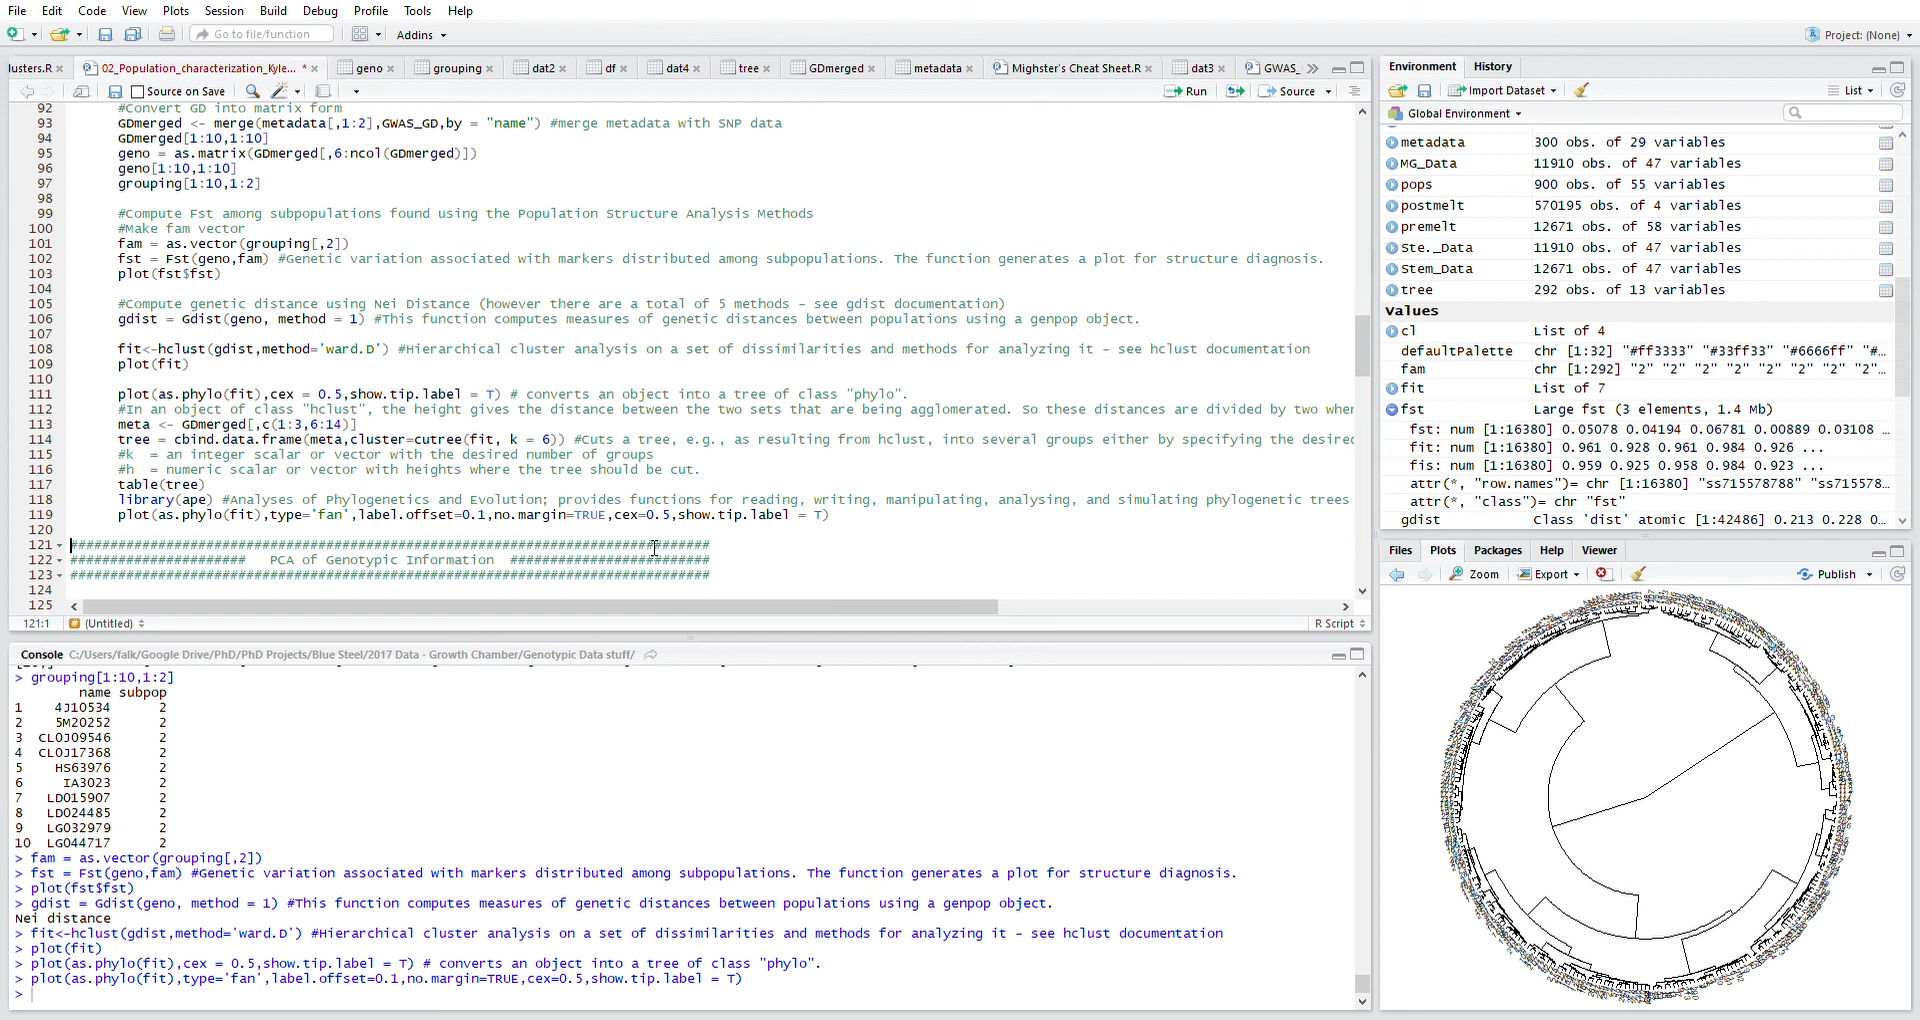 File Edit Code View Plots Session Build Debug Profile Tools Help
Go to file/function Addins Project: (None)
lusters.R 02_Population_characterization_Kyle...* geno grouping dat2 df dat4 tree GDmerged metadata Mighster's Cheat Sheet.R dat3 GWAS_
Source on Save Run Source
92 #Convert GD into matrix form
93 GDmerged <- merge(metadata[,1:2],GWAS_GD,by = "name") #merge metadata with SNP data
94 GDmerged[1:10,1:10]
95 geno = as.matrix(GDmerged[,6:ncol(GDmerged)])
96 geno[1:10,1:10]
97 grouping[1:10,1:2]
98
99 #Compute Fst among subpopulations found using the Population Structure Analysis Methods
100 #Make fam vector
101 fam = as.vector(grouping[,2])
102 fst = Fst(geno,fam) #Genetic variation associated with markers distributed among subpopulations. The function generates a plot for structure diagnosis.
103 plot(fst$fst)
104
105 #Compute genetic distance using Nei Distance (however there are a total of 5 methods - see gdist documentation)
106 gdist = Gdist(geno, method = 1) #This function computes measures of genetic distances between populations using a genpop object.
107
108 fit<-hclust(gdist,method='ward.D') #Hierarchical cluster analysis on a set of dissimilarities and methods for analyzing it - see hclust documentation
109 plot(fit)
110
111 plot(as.phylo(fit),cex = 0.5,show.tip.label = T) # converts an object into a tree of class "phylo".
112 #In an object of class "hclust", the height gives the distance between the two sets that are being agglomerated. So these distances are divided by two wher
113 meta <- GDmerged[,c(1:3,6:14)]
114 tree = cbind.data.frame(meta,cluster=cutree(fit, k = 6)) #Cuts a tree, e.g., as resulting from hclust, into several groups either by specifying the desired
115 #k = an integer scalar or vector with the desired number of groups
116 #h = numeric scalar or vector with heights where the tree should be cut.
117 table(tree)
118 library(ape) #Analyses of Phylogenetics and Evolution; provides functions for reading, writing, manipulating, analysing, and simulating phylogenetic trees
119 plot(as.phylo(fit),type='fan',label.offset=0.1,no.margin=TRUE,cex=0.5,show.tip.label = T)
120
121 ################################################################################
122 ###################### PCA of Genotypic Information #########################
123 ################################################################################
124
125
121:1 (Untitled) R Script
Console C:/Users/falk/Google Drive/PhD/PhD Projects/Blue Steel/2017 Data - Growth Chamber/Genotypic Data stuff/
> grouping[1:10,1:2]
name subpop
1 4J10534 2
2 5M20252 2
3 CL0J09546 2
4 CL0J17368 2
5 HS63976 2
6 IA3023 2
7 LD015907 2
8 LD024485 2
9 LG032979 2
10 LG044717 2
> fam = as.vector(grouping[,2])
> fst = Fst(geno,fam) #Genetic variation associated with markers distributed among subpopulations. The function generates a plot for structure diagnosis.
> plot(fst$fst)
> gdist = Gdist(geno, method = 1) #This function computes measures of genetic distances between populations using a genpop object.
Nei distance
> fit<-hclust(gdist,method='ward.D') #Hierarchical cluster analysis on a set of dissimilarities and methods for analyzing it - see hclust documentation
> plot(fit)
> plot(as.phylo(fit),cex = 0.5,show.tip.label = T) # converts an object into a tree of class "phylo".
> plot(as.phylo(fit),type='fan',label.offset=0.1,no.margin=TRUE,cex=0.5,show.tip.label = T)
>
Environment History
Import Dataset List
Global Environment
metadata 300 obs. of 29 variables
MG_Data 11910 obs. of 47 variables
pops 900 obs. of 55 variables
postmelt 570195 obs. of 4 variables
premelt 12671 obs. of 58 variables
Ste._Data 11910 obs. of 47 variables
Stem_Data 12671 obs. of 47 variables
tree 292 obs. of 13 variables
Values
cl List of 4
defaultPalette chr [1:32] "#ff3333" "#33ff33" "#6666ff" "#…
fam chr [1:292] "2" "2" "2" "2" "2" "2" "2" "2"…
fit List of 7
fst Large fst (3 elements, 1.4 Mb)
fst: num [1:16380] 0.05078 0.04194 0.06781 0.00889 0.03108 …
fit: num [1:16380] 0.961 0.928 0.961 0.984 0.926 ...
fis: num [1:16380] 0.959 0.925 0.958 0.984 0.923 ...
attr(*, "row.names")= chr [1:16380] "ss715578788" "ss715578…
attr(*, "class")= chr "fst"
gdist Class 'dist' atomic [1:42486] 0.213 0.228 0…
Files Plots Packages Help Viewer
Zoom Export Publish